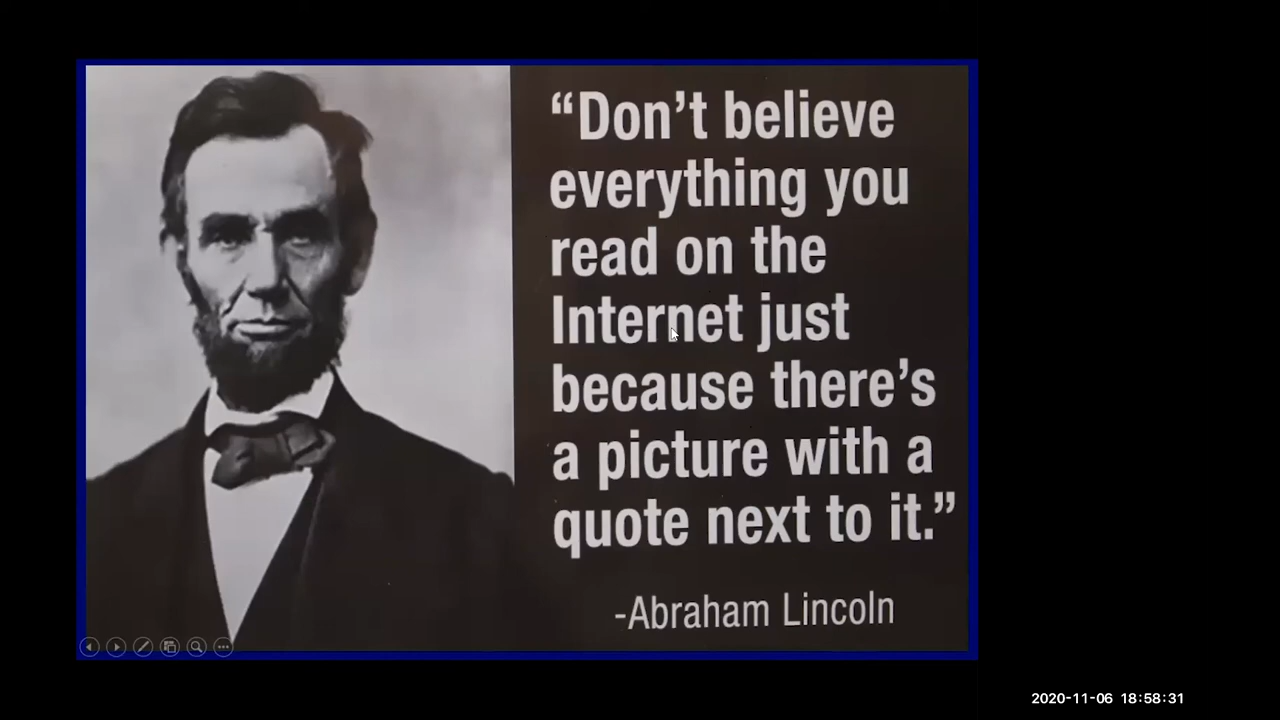 “Don’t believe
everything you
read on the
Internet just
because there’s
a picture with a
quote next to it.”
-Abraham Lincoln
2020-11-06 18:58:31